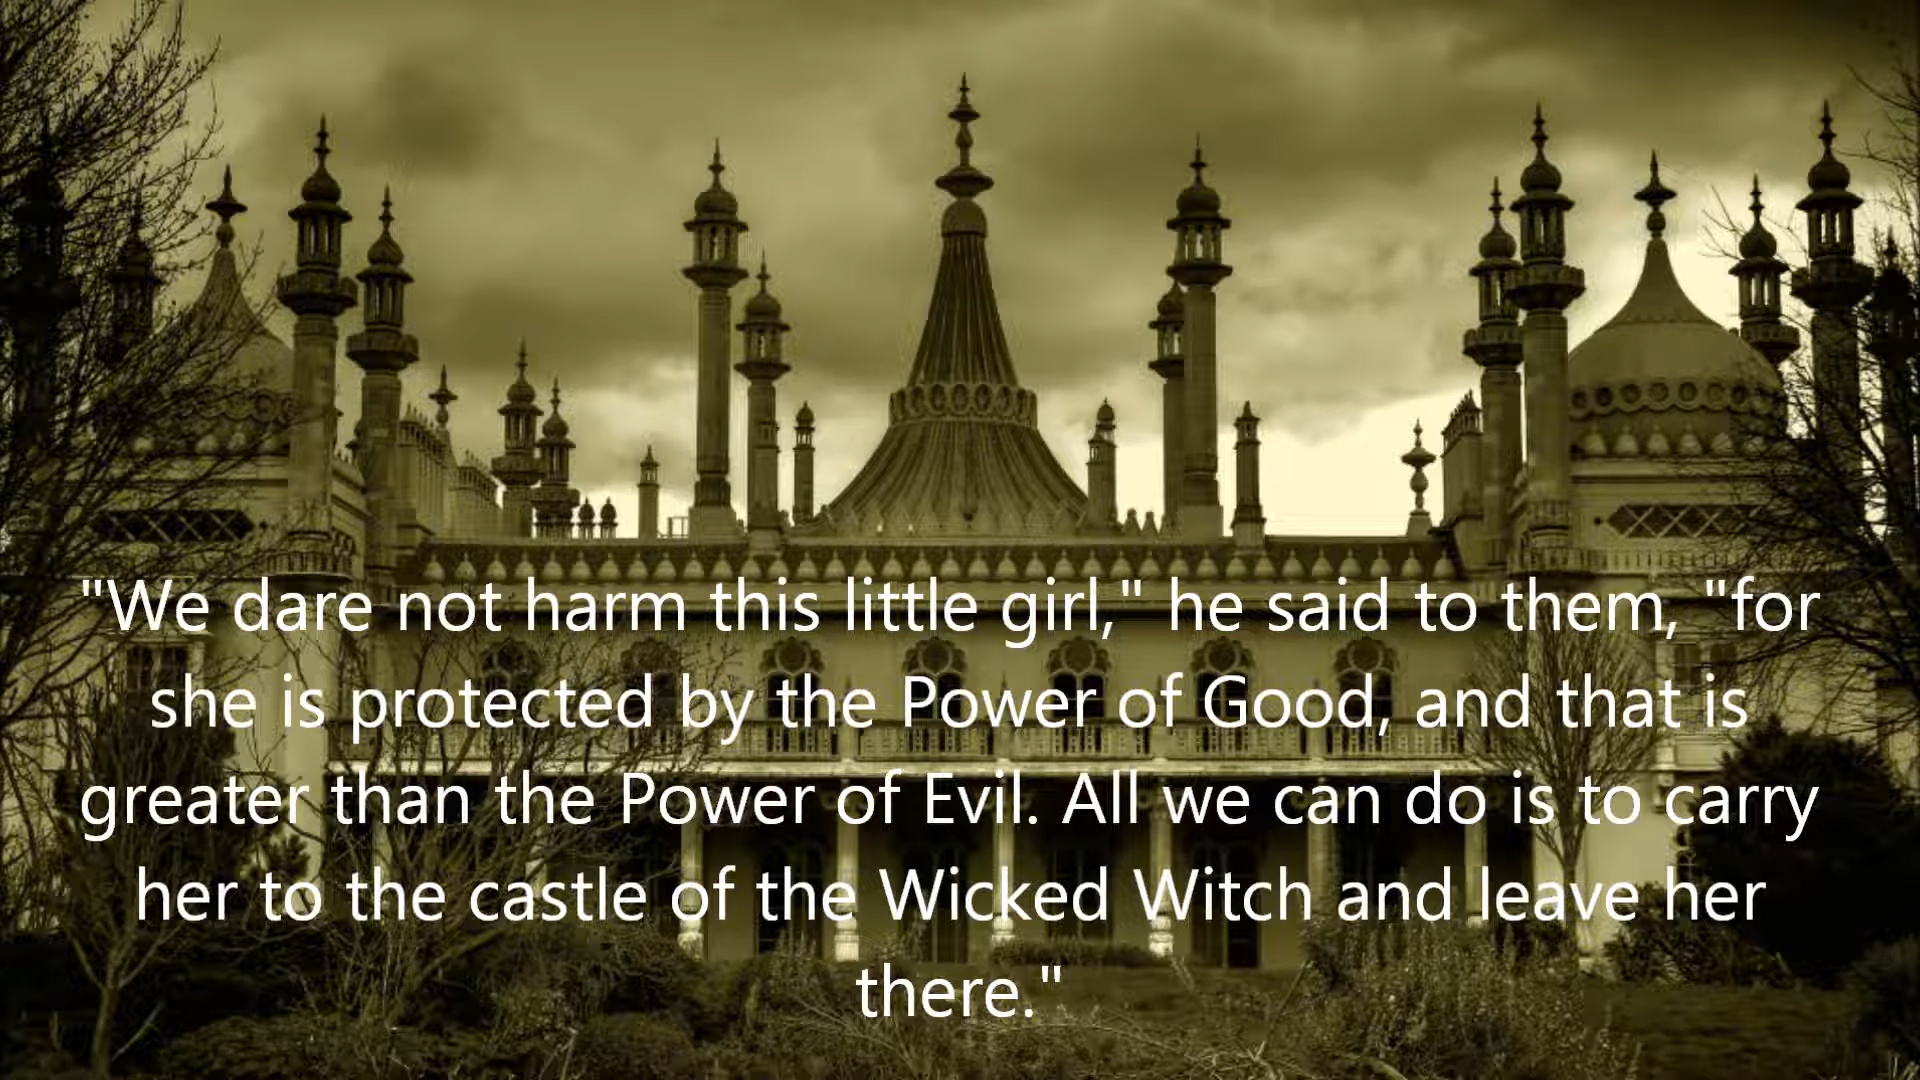 "We dare not harm this little girl," he said to them, "for
she is protected by the Power of Good, and that is
greater than the Power of Evil. All we can do is to carry
her to the castle of the Wicked Witch and leave her
there."